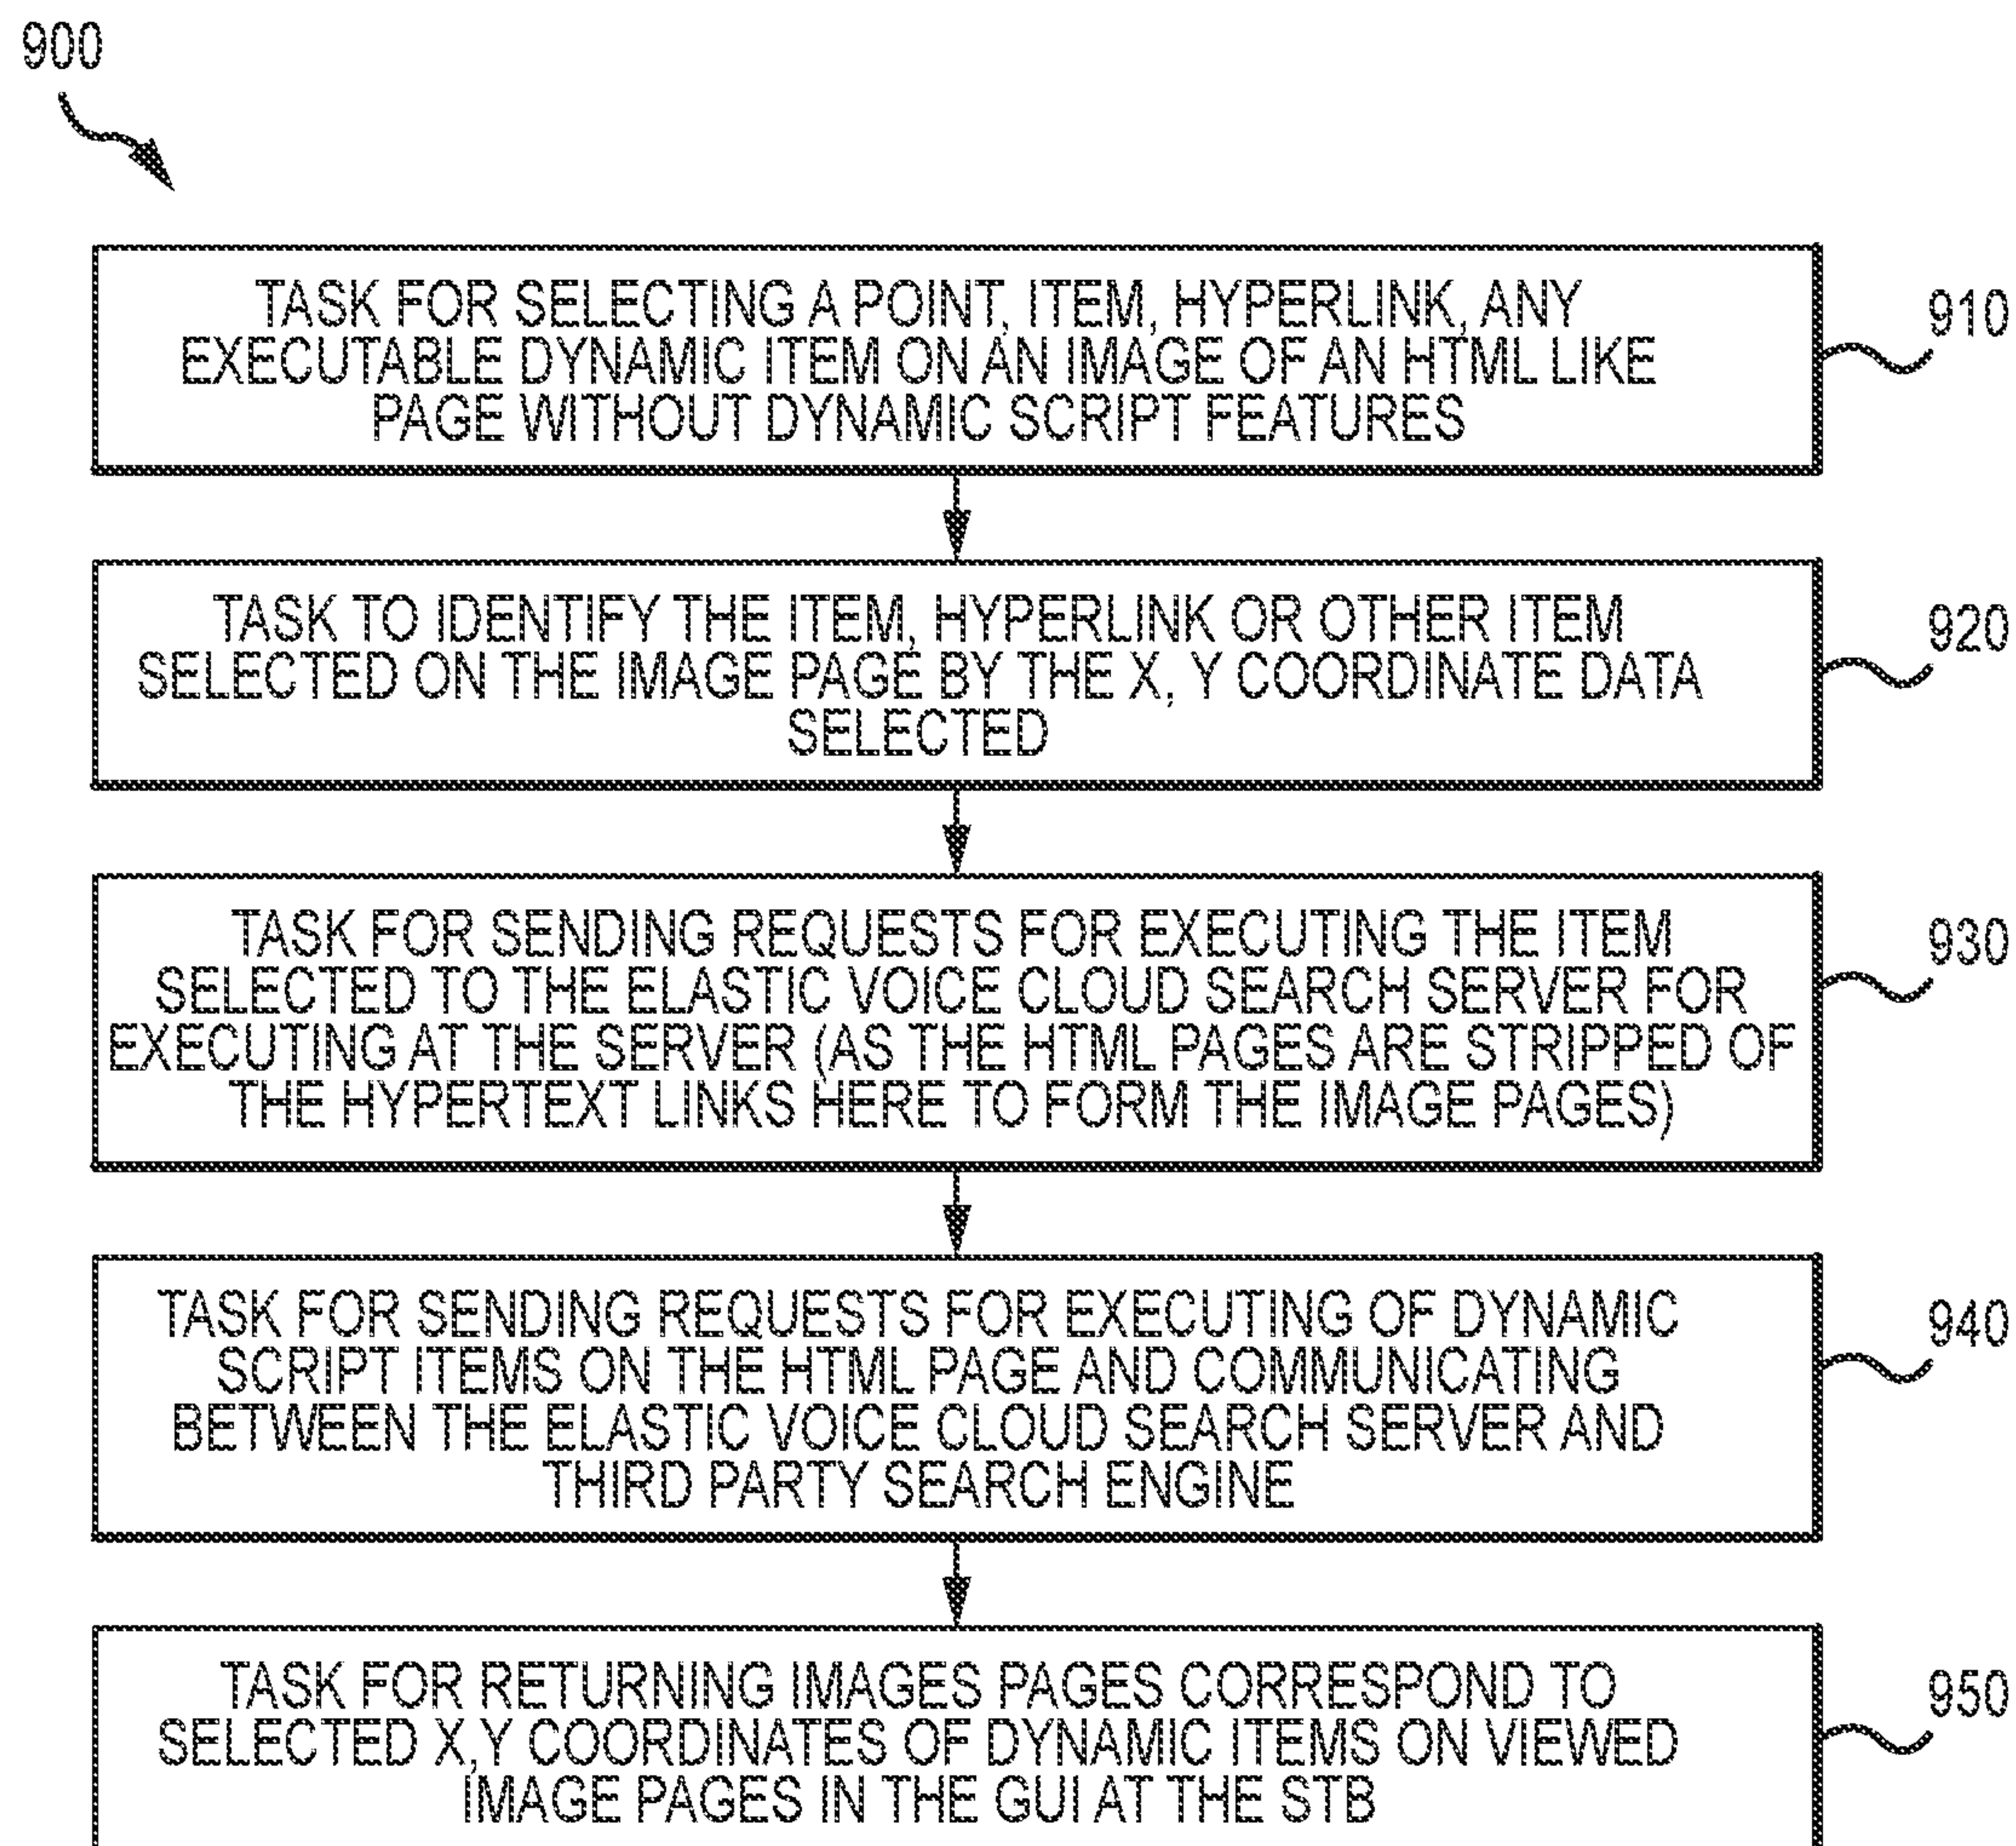 900
TASK FOR SELECTING A POINT, ITEM, HYPERLINK, ANY
EXECUTABLE DYNAMIC ITEM ON AN IMAGE OF AN HTML LIKE
PAGE WITHOUT DYNAMIC SCRIPT FEATURES
910
TASK TO IDENTIFY THE ITEM, HYPERLINK OR OTHER ITEM
SELECTED ON THE IMAGE PAGE BY THE X, Y COORDINATE DATA
SELECTED
920
TASK FOR SENDING REQUESTS FOR EXECUTING THE ITEM
SELECTED TO THE ELASTIC VOICE CLOUD SEARCH SERVER FOR
EXECUTING AT THE SERVER (AS THE HTML PAGES ARE STRIPPED OF
THE HYPERTEXT LINKS HERE TO FORM THE IMAGE PAGES)
930
TASK FOR SENDING REQUESTS FOR EXECUTING OF DYNAMIC
SCRIPT ITEMS ON THE HTML PAGE AND COMMUNICATING
BETWEEN THE ELASTIC VOICE CLOUD SEARCH SERVER AND
THIRD PARTY SEARCH ENGINE
940
TASK FOR RETURNING IMAGES PAGES CORRESPOND TO
SELECTED X,Y COORDINATES OF DYNAMIC ITEMS ON VIEWED
IMAGE PAGES IN THE GUI AT THE STB
950